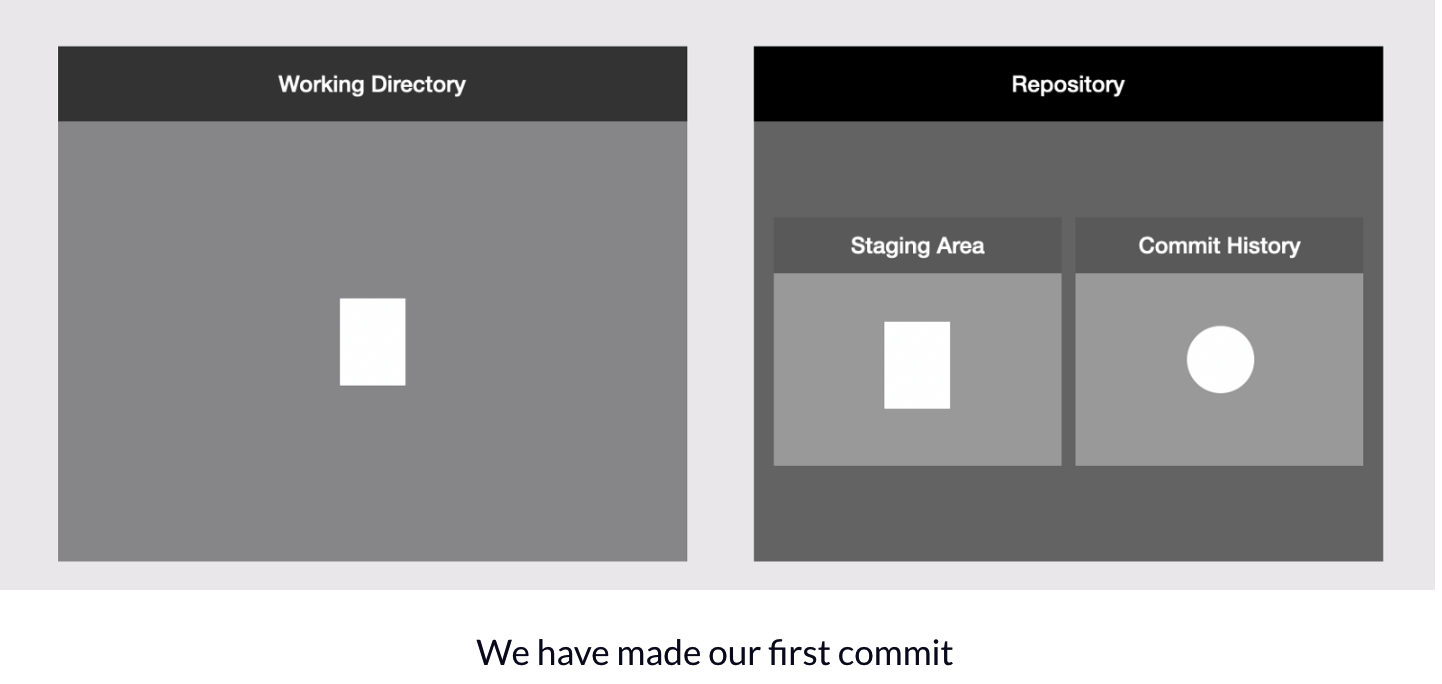 Working Directory
Repository
Staging Area
Commit History
We have made our first commit